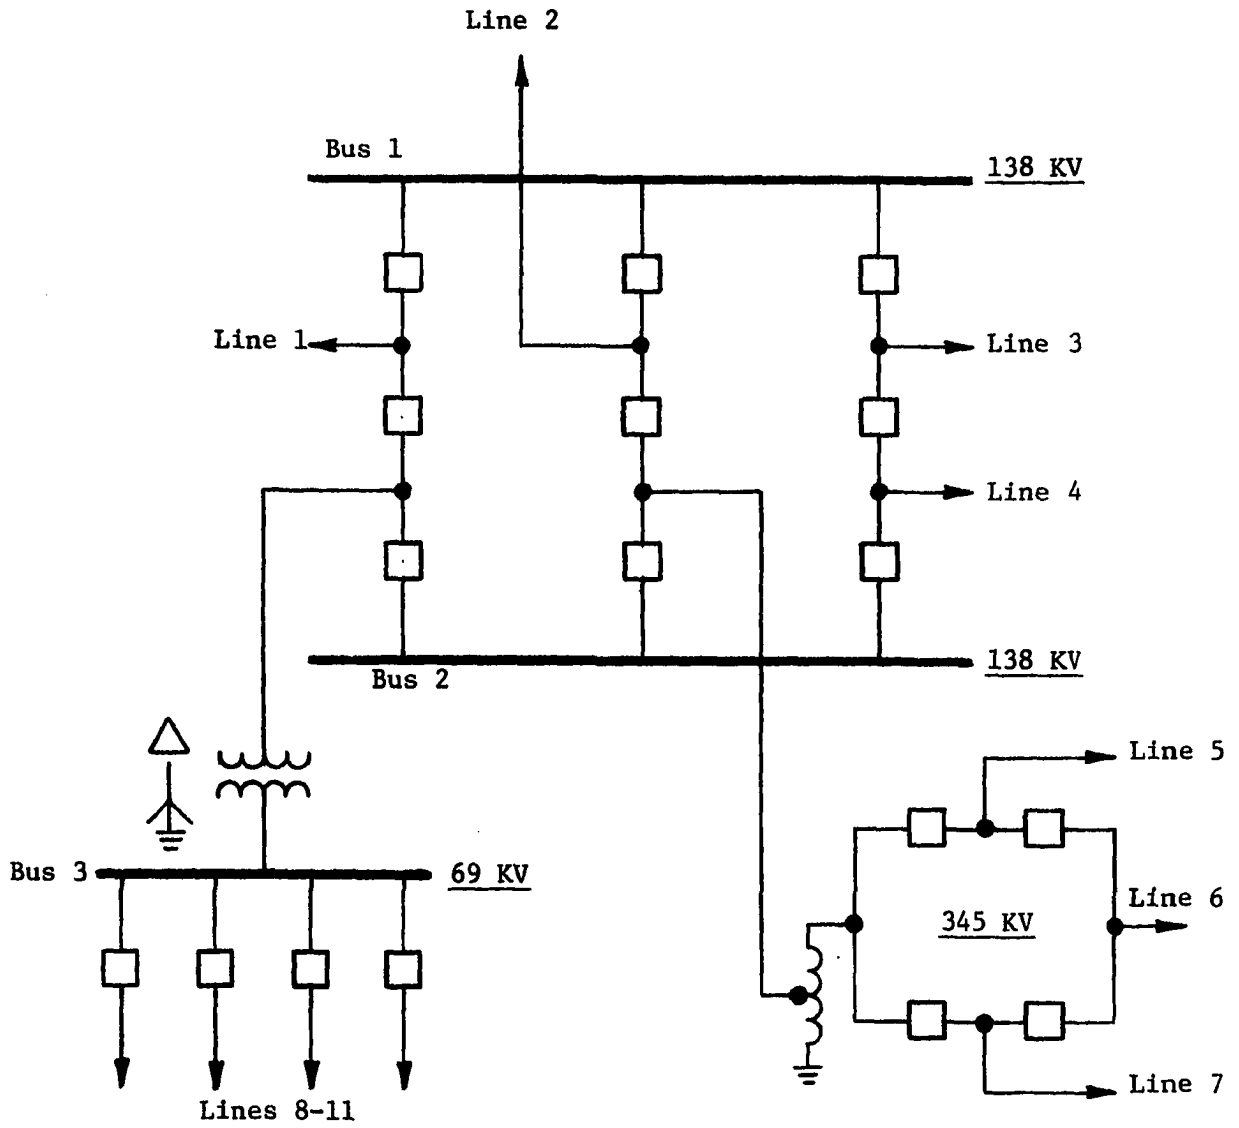 Line 2
Bus 1
138 KV
Line 1
Line 3
Line 4
138 KV
Bus 2
Line 5
Bus 3
69 KV
Line 6
345 KV
Line 7
Lines 8-11